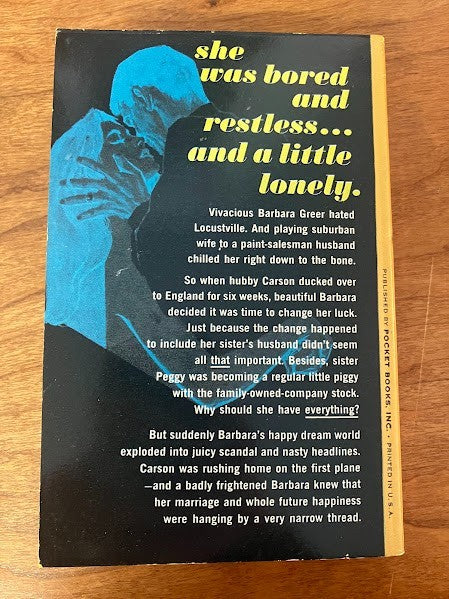 she
was bored
and
restless...
and a little
lonely.
Vivacious Barbara Greer hated
Locustville. And playing suburban
wife to a paint-salesman husband
chilled her right down to the bone.
So when hubby Carson ducked over
to England for six weeks, beautiful Barbara
decided it was time to change her luck.
Just because the change happened
to include her sister's husband didn't seem
all that important. Besides, sister
Peggy was becoming a regular little piggy
with the family-owned-company stock.
Why should she have everything?
But suddenly Barbara's happy dream world
exploded into juicy scandal and nasty headlines.
Carson was rushing home on the first plane
—and a badly frightened Barbara knew that
her marriage and whole future happiness
were hanging by a very narrow thread.
PUBLISHED BY POCKET BOOKS, INC. • PRINTED IN U.S.A.